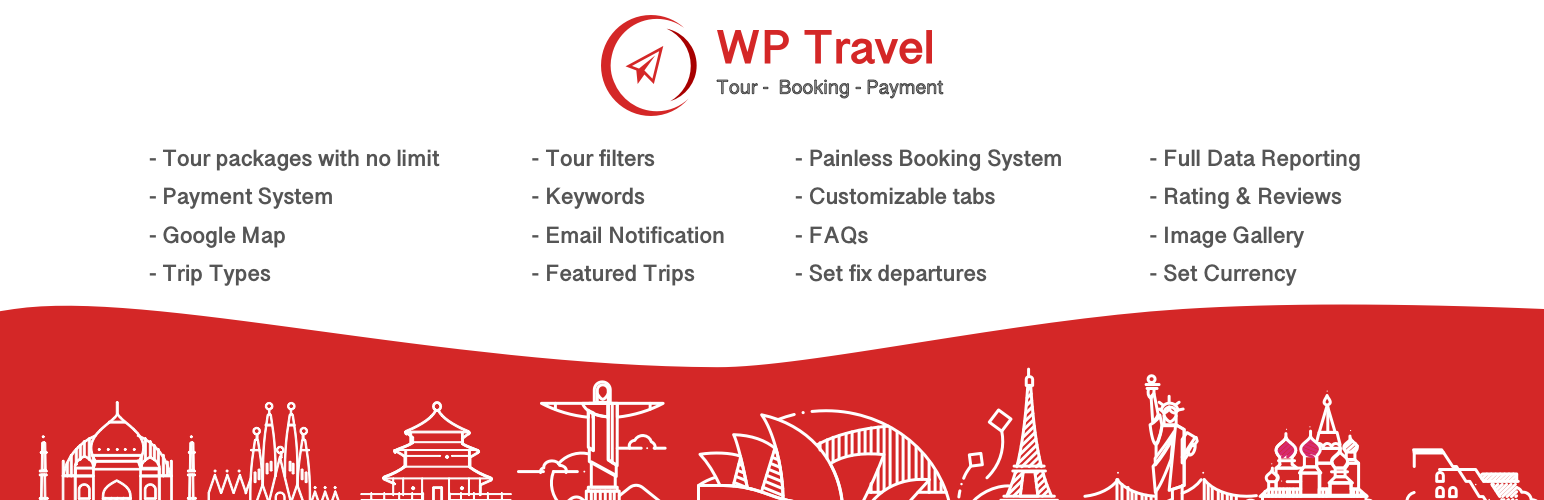 WP Travel
Tour - Booking - Payment
- Tour packages with no limit
- Payment System
- Google Map
- Trip Types
- Tour filters
- Keywords
- Email Notification
- Featured Trips
- Painless Booking System
- Customizable tabs
- FAQs
- Set fix departures
- Full Data Reporting
- Rating & Reviews
- Image Gallery
- Set Currency